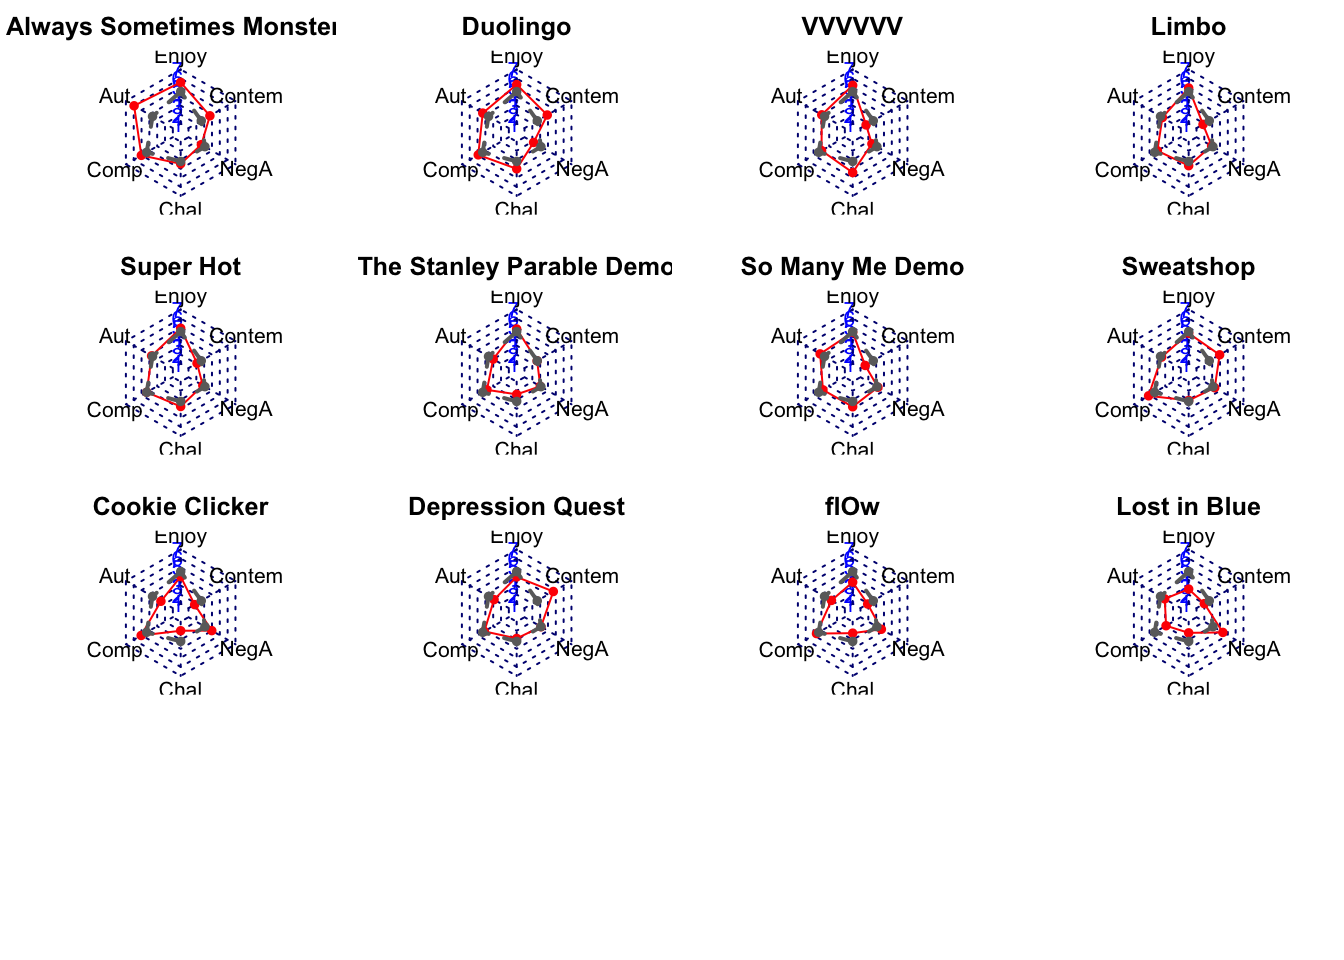 Always Sometimes Monster
Enjoy
Aut
Contem
Comp
NegA
Chal
Duolingo
Enjoy
Aut
Contem
Comp
NegA
Chal
VVVVVV
Enjoy
Aut
Contem
Comp
NegA
Chal
Limbo
Enjoy
Aut
Contem
Comp
NegA
Chal
Super Hot
Enjoy
Aut
Contem
Comp
NegA
Chal
The Stanley Parable Demo
Enjoy
Aut
Contem
Comp
NegA
Chal
So Many Me Demo
Enjoy
Aut
Contem
Comp
NegA
Chal
Sweatshop
Enjoy
Aut
Contem
Comp
NegA
Chal
Cookie Clicker
Enjoy
Aut
Contem
Comp
NegA
Chal
Depression Quest
Enjoy
Aut
Contem
Comp
NegA
Chal
flOw
Enjoy
Aut
Contem
Comp
NegA
Chal
Lost in Blue
Enjoy
Aut
Contem
Comp
NegA
Chal